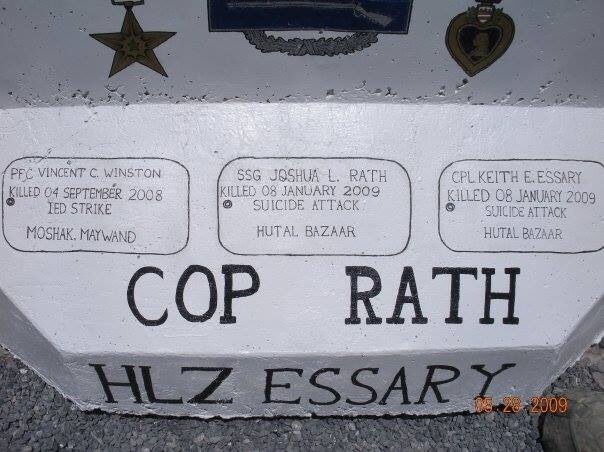 PFC VINCENT C. WINSTON
KILLED 04 SEPTEMBER 2008
IED STRIKE
MOSHAK, MAYWAND
SSG JOSHUA L. RATH
KILLED 08 JANUARY 2009
SUICIDE ATTACK
HUTAL BAZAAR
CPL KEITH E. ESSARY
KILLED 08 JANUARY 2009
SUICIDE ATTACK
HUTAL BAZAAR
COP RATH
HLZ ESSARY
05 28 2009